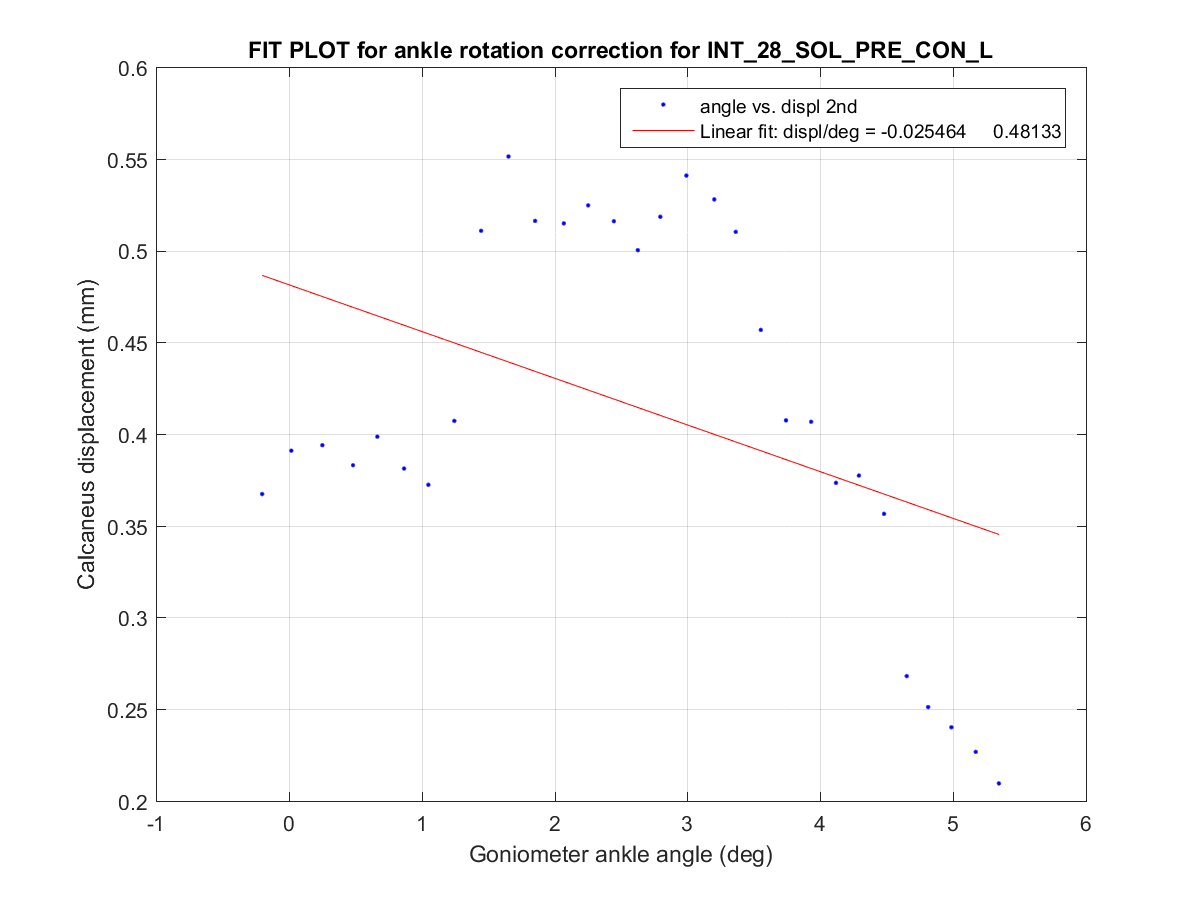 FIT PLOT for ankle rotation correction for INT_28_SOL_PRE_CON_L
angle vs. displ 2nd
Linear fit: displ/deg = -0.025464 0.48133
0.6
0.55
0.5
0.45
0.4
0.35
0.3
0.25
0.2
Calcaneus displacement (mm)
-1 0 1 2 3 4 5 6
Goniometer ankle angle (deg)